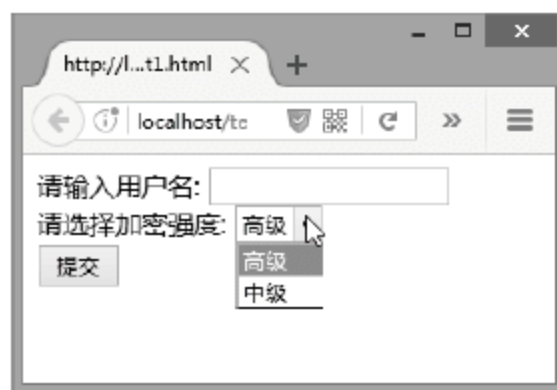 http://l...t1.html
localhost/te
请输入用户名:
请选择加密强度: 高级
高级
中级
提交